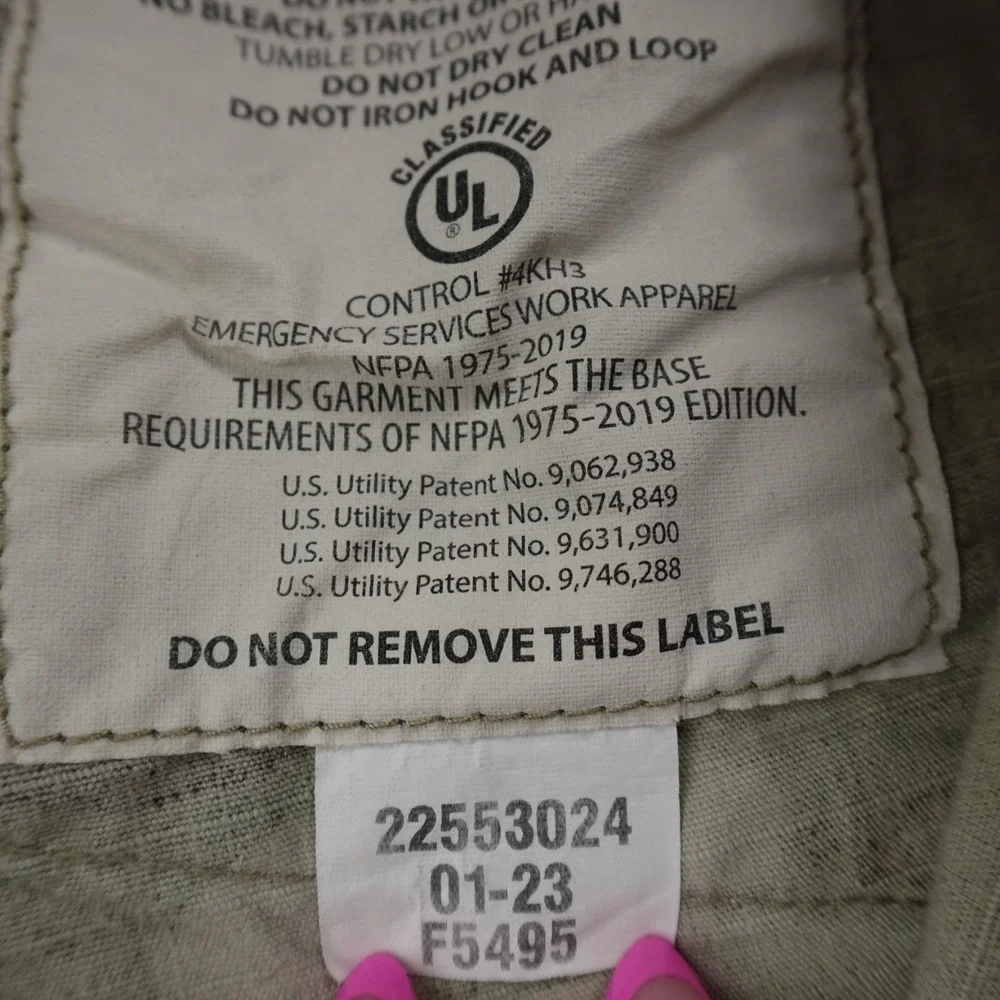 NO BLEACH, STARCH OR
TUMBLE DRY LOW OR
DO NOT DRY CLEAN
DO NOT IRON HOOK AND LOOP
CLASSIFIED
UL
®
CONTROL #4KH3
EMERGENCY SERVICES WORK APPAREL
NFPA 1975-2019
THIS GARMENT MEETS THE BASE
REQUIREMENTS OF NFPA 1975-2019 EDITION.
U.S. Utility Patent No. 9,062,938
U.S. Utility Patent No. 9,074,849
U.S. Utility Patent No. 9,631,900
U.S. Utility Patent No. 9,746,288
DO NOT REMOVE THIS LABEL
22553024
01-23
F5495